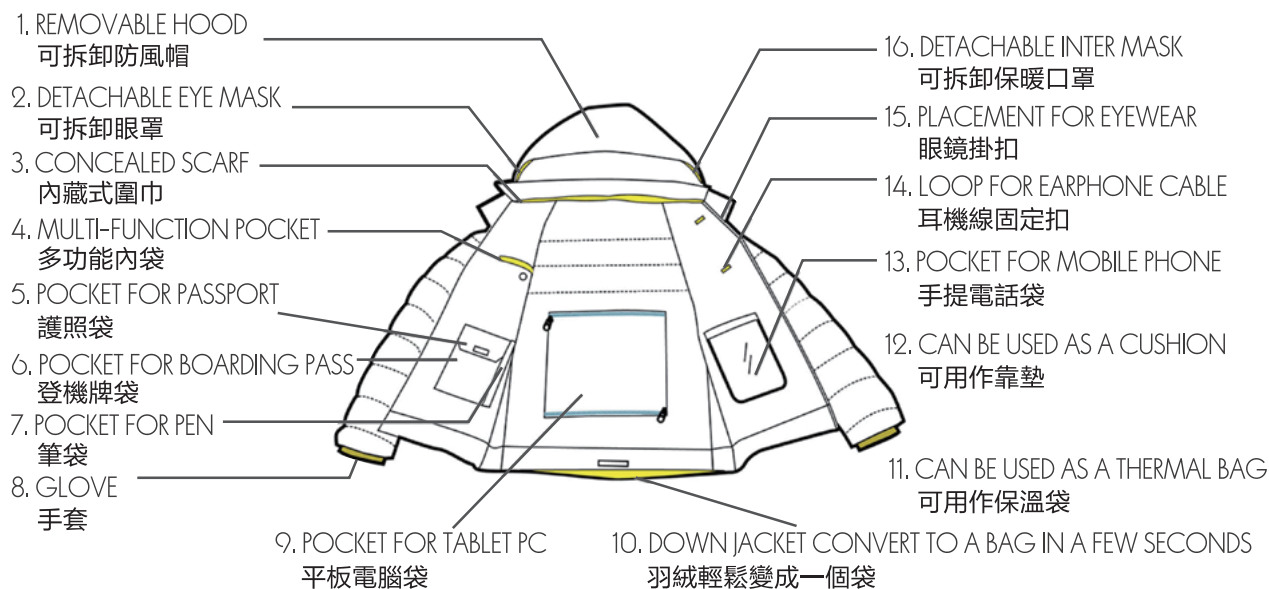 1. REMOVABLE HOOD
可拆卸防風帽
2. DETACHABLE EYE MASK
可拆卸眼罩
3. CONCEALED SCARF
內藏式圍巾
4. MULTI-FUNCTION POCKET
多功能內袋
5. POCKET FOR PASSPORT
護照袋
6. POCKET FOR BOARDING PASS
登機牌袋
7. POCKET FOR PEN
筆袋
8. GLOVE
手套
9. POCKET FOR TABLET PC
平板電腦袋
10. DOWN JACKET CONVERT TO A BAG IN A FEW SECONDS
羽絨輕鬆變成一個袋
11. CAN BE USED AS A THERMAL BAG
可用作保溫袋
12. CAN BE USED AS A CUSHION
可用作靠墊
13. POCKET FOR MOBILE PHONE
手提電話袋
14. LOOP FOR EARPHONE CABLE
耳機線固定扣
15. PLACEMENT FOR EYEWEAR
眼鏡掛扣
16. DETACHABLE INTER MASK
可拆卸保暖口罩